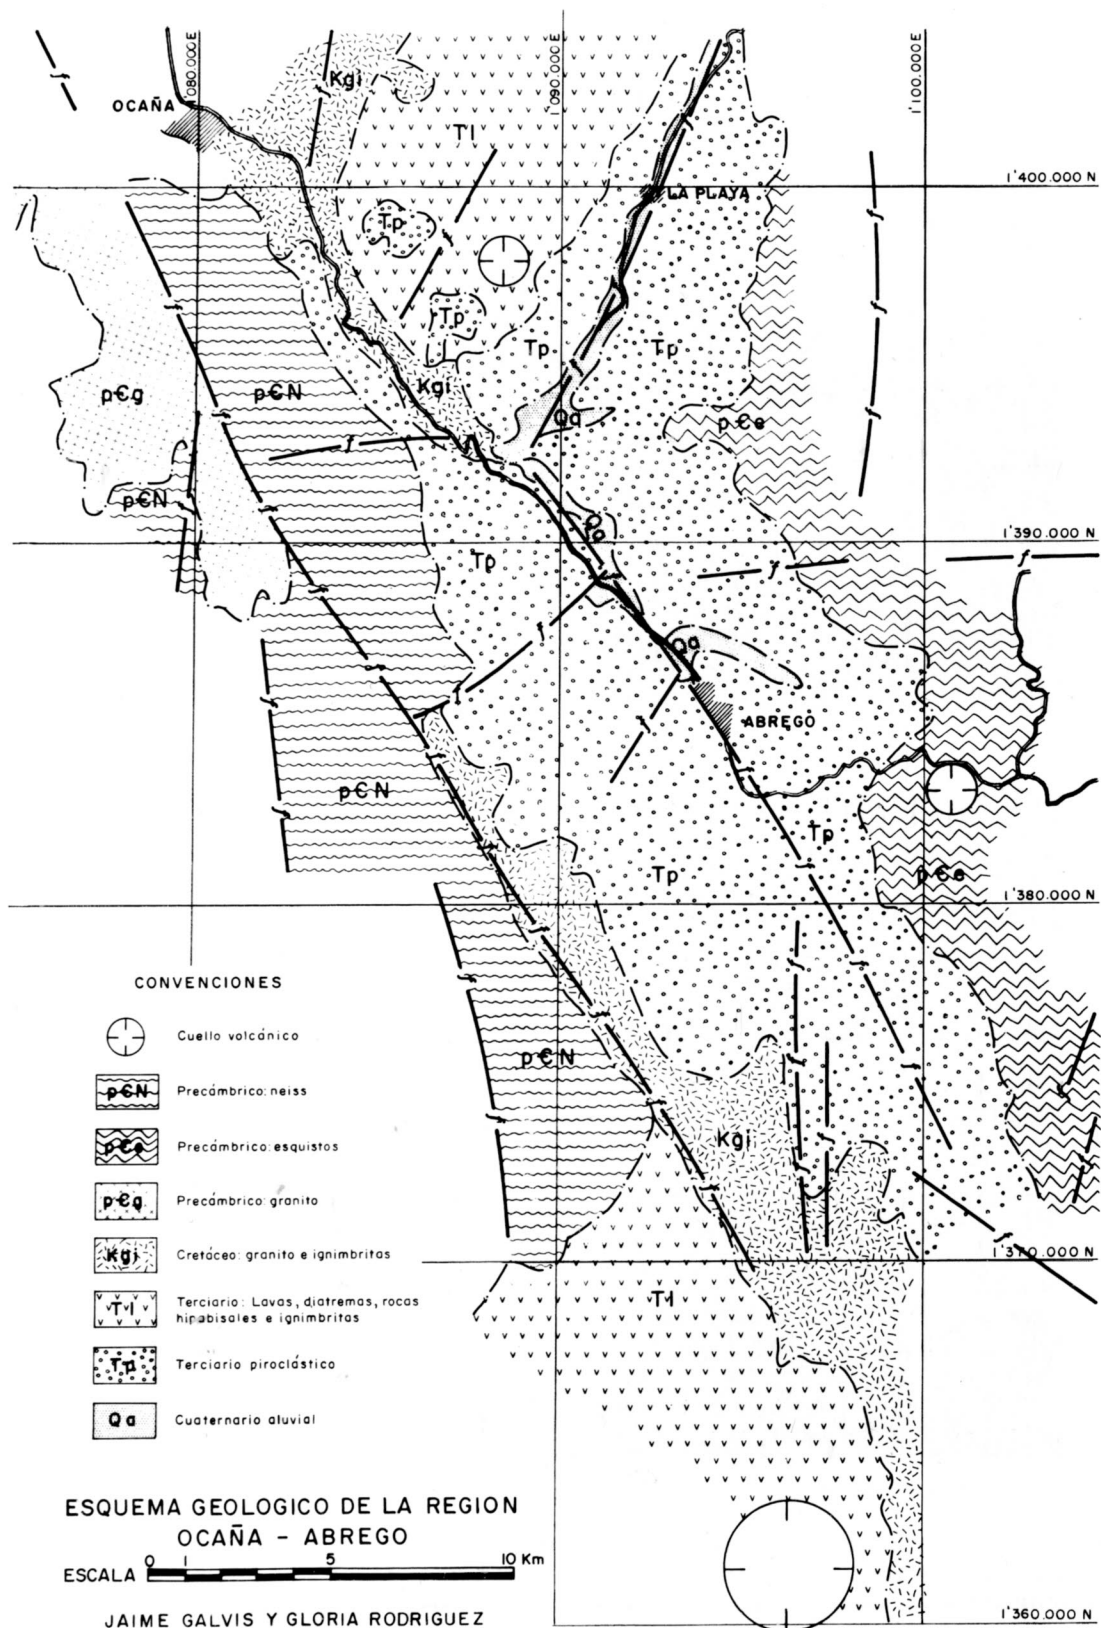 1'080.000 E
1'090.000 E
1'100.000 E
Kgi
f
f
OCAÑA
Tl
f
1'400.000 N
LA PLAYA
Tp
f
f
f
Tp
Tp
Tp
f
pЄg
pЄN
Kgi
Qa
pЄe
f
f
f
pЄN
f
Qa
1'390.000 N
Tp
f
f
f
Qa
f
f
f
ABREGO
f
f
pЄN
f
Tp
Tp
f
pЄe
1'380.000 N
f
f
f
CONVENCIONES
Cuello volcánico
pЄN
Precámbrico: neiss
pЄe
Precámbrico: esquistos
pЄg
Precámbrico: granito
Kgi
Cretáceo: granito e ignimbritas
Tl
Terciario: Lavas, diatremas, rocas
hipabisales e ignimbritas
Tp
Terciario piroclástico
Qa
Cuaternario aluvial
pЄN
f
f
f
f
f
Kgi
f
f
f
f
f
1'370.000 N
Tl
ESQUEMA GEOLOGICO DE LA REGION
OCAÑA - ABREGO
ESCALA 0 1 5 10 Km
JAIME GALVIS Y GLORIA RODRIGUEZ
1'360.000 N